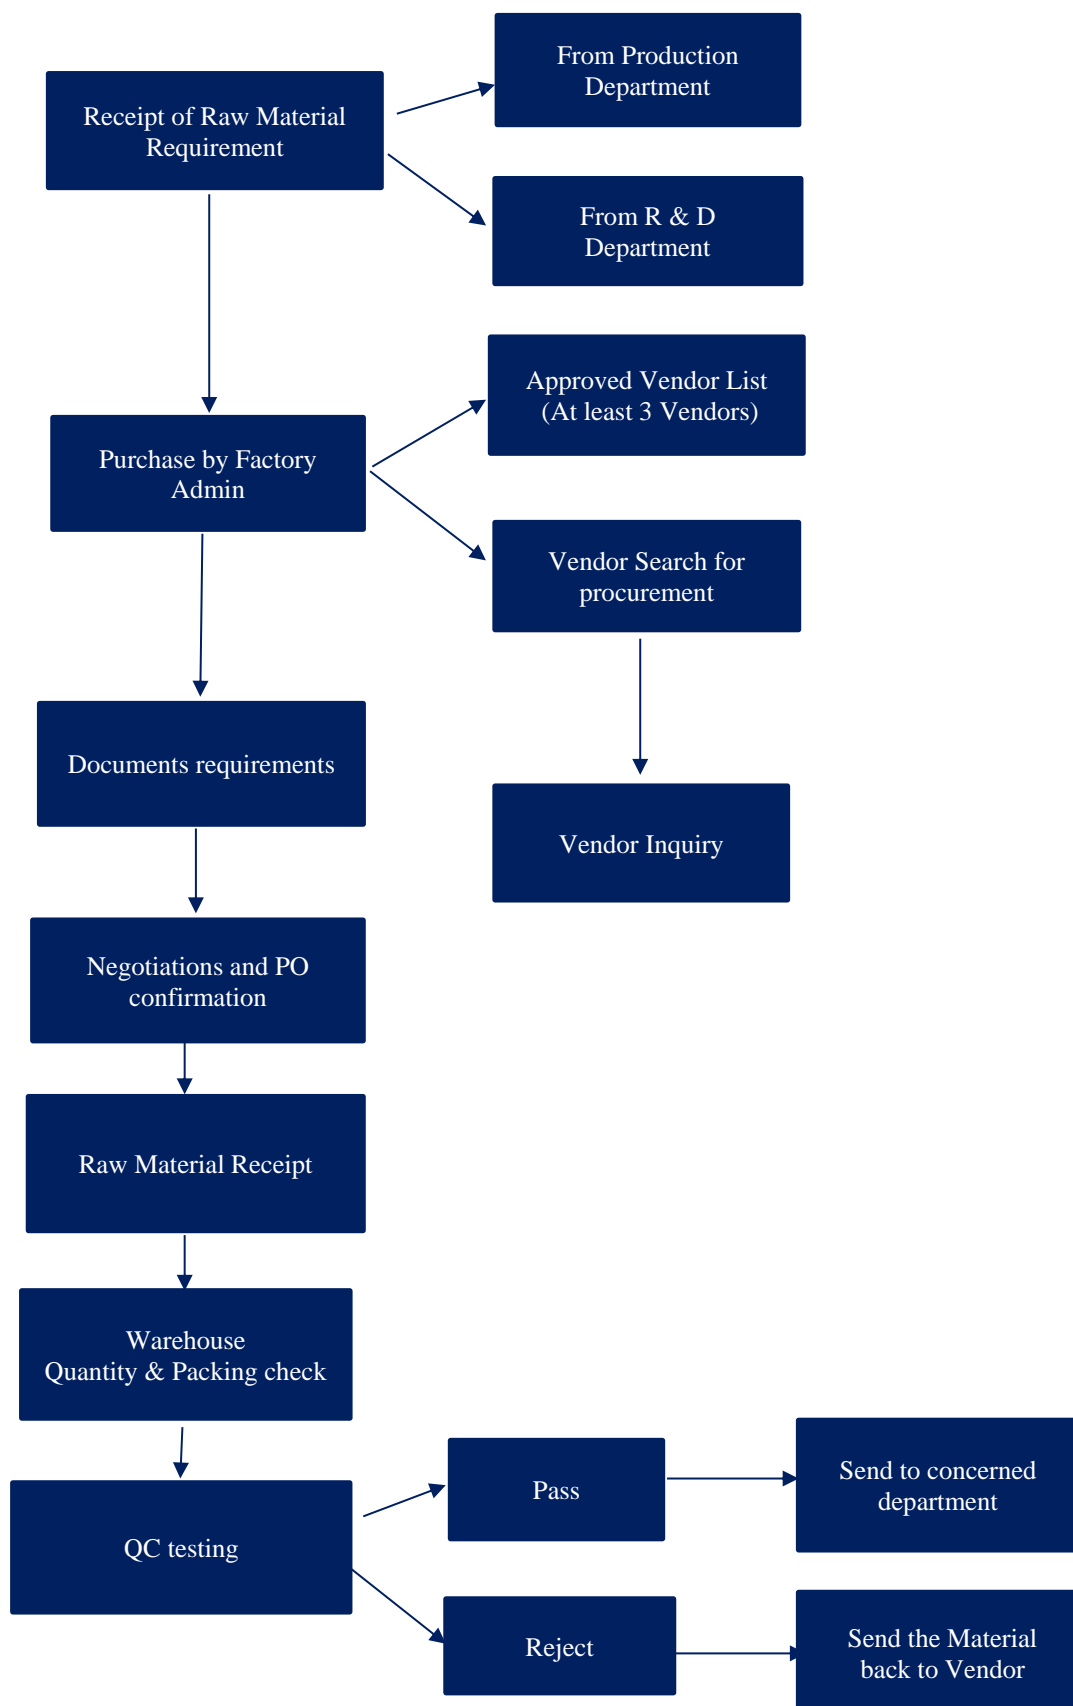 From Production
Department
Receipt of Raw Material
Requirement
From R & D
Department
Approved Vendor List
(At least 3 Vendors)
Purchase by Factory
Admin
Vendor Search for
procurement
Documents requirements
Vendor Inquiry
Negotiations and PO
confirmation
Raw Material Receipt
Warehouse
Quantity & Packing check
Pass
Send to concerned
department
QC testing
Reject
Send the Material
back to Vendor